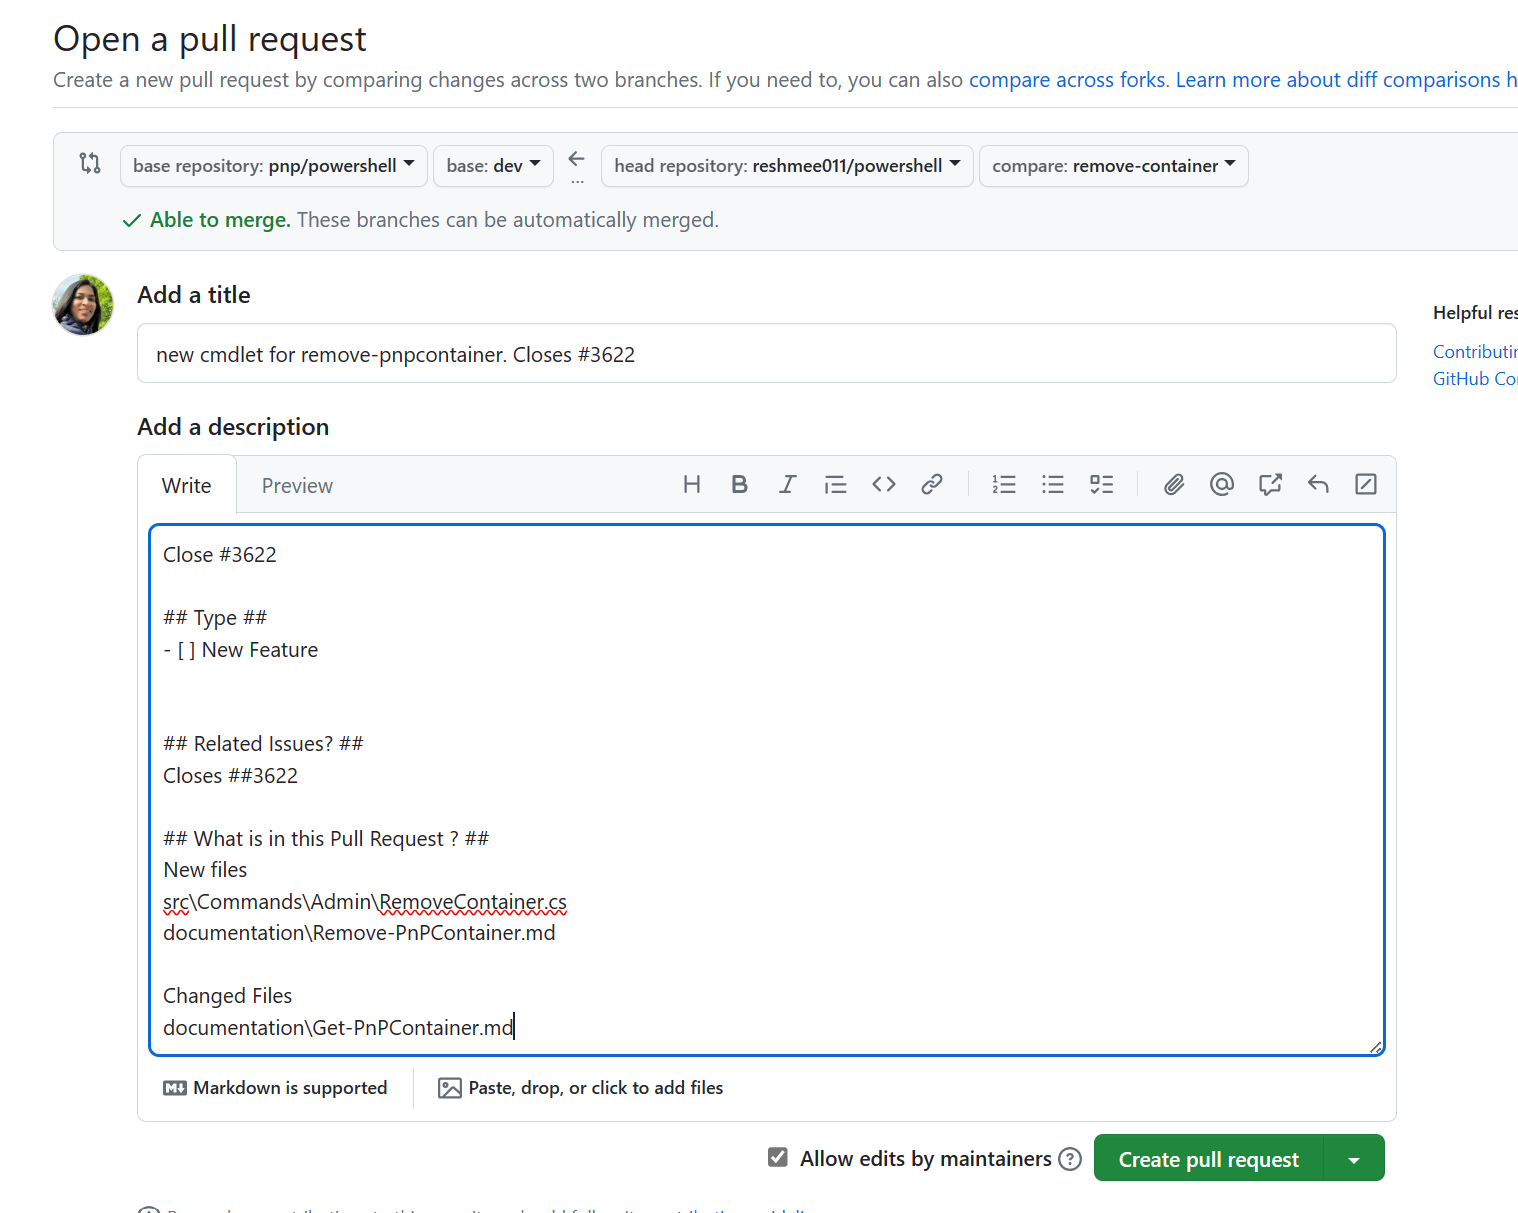 Open a pull request
Create a new pull request by comparing changes across two branches. If you need to, you can also compare across forks. Learn more about diff comparisons h
base repository: pnp/powershell base: dev ... head repository: reshmee011/powershell compare: remove-container
Able to merge. These branches can be automatically merged.
Add a title
Helpful res
new cmdlet for remove-pnpcontainer. Closes #3622
Contributin
GitHub Co
Add a description
Write Preview
Close #3622
## Type ##
- [ ] New Feature
## Related Issues? ##
Closes ##3622
## What is in this Pull Request ? ##
New files
src\Commands\Admin\RemoveContainer.cs
documentation\Remove-PnPContainer.md
Changed Files
documentation\Get-PnPContainer.md
Markdown is supported Paste, drop, or click to add files
Allow edits by maintainers Create pull request